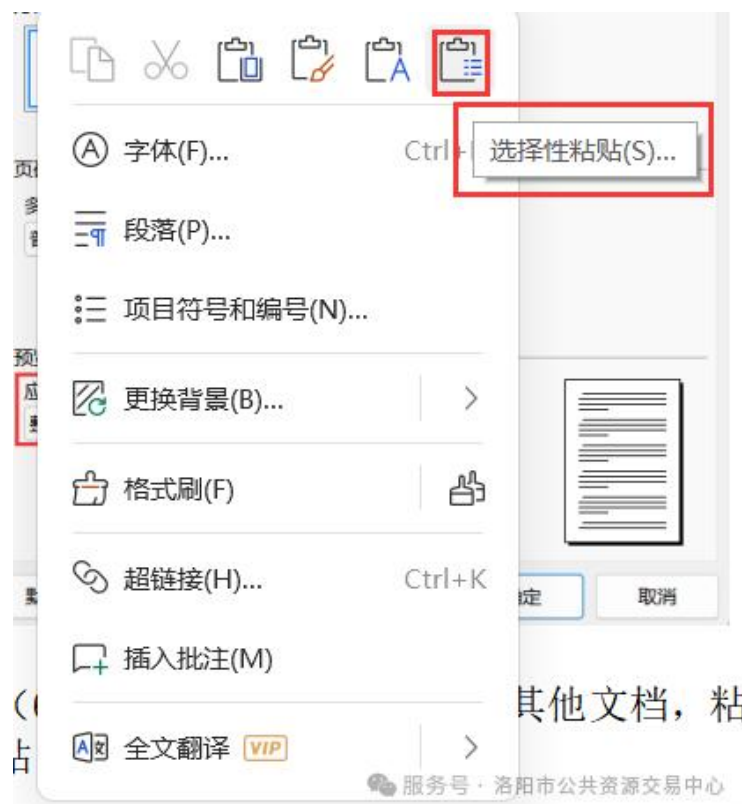 选择性粘贴(S)...
字体(F)... Ctrl+
段落(P)...
项目符号和编号(N)...
更换背景(B)...
格式刷(F)
超链接(H)... Ctrl+K
取消
插入批注(M)
其他文档，粘
全文翻译 VIP
服务号 · 洛阳市公共资源交易中心